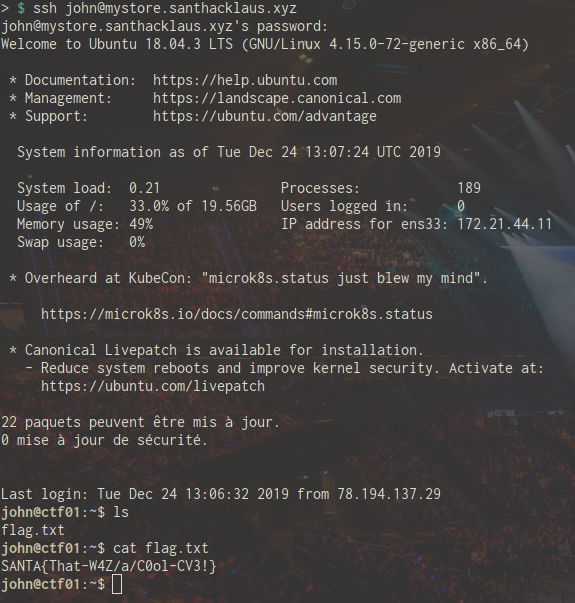 > $ ssh john@mystore.santhacklaus.xyz
john@mystore.santhacklaus.xyz's password:
Welcome to Ubuntu 18.04.3 LTS (GNU/Linux 4.15.0-72-generic x86_64)
* Documentation:  https://help.ubuntu.com
* Management:     https://landscape.canonical.com
* Support:        https://ubuntu.com/advantage
System information as of Tue Dec 24 13:07:24 UTC 2019
System load:  0.21              Processes:            189
Usage of /:   33.0% of 19.56GB   Users logged in:      0
Memory usage: 49%               IP address for ens33: 172.21.44.11
Swap usage:   0%
* Overheard at KubeCon: "microk8s.status just blew my mind".
https://microk8s.io/docs/commands#microk8s.status
* Canonical Livepatch is available for installation.
- Reduce system reboots and improve kernel security. Activate at:
https://ubuntu.com/livepatch
22 paquets peuvent être mis à jour.
0 mise à jour de sécurité.
Last login: Tue Dec 24 13:06:32 2019 from 78.194.137.29
john@ctf01:~$ ls
flag.txt
john@ctf01:~$ cat flag.txt
SANTA{That-W4Z/a/C0ol-CV3!}
john@ctf01:~$